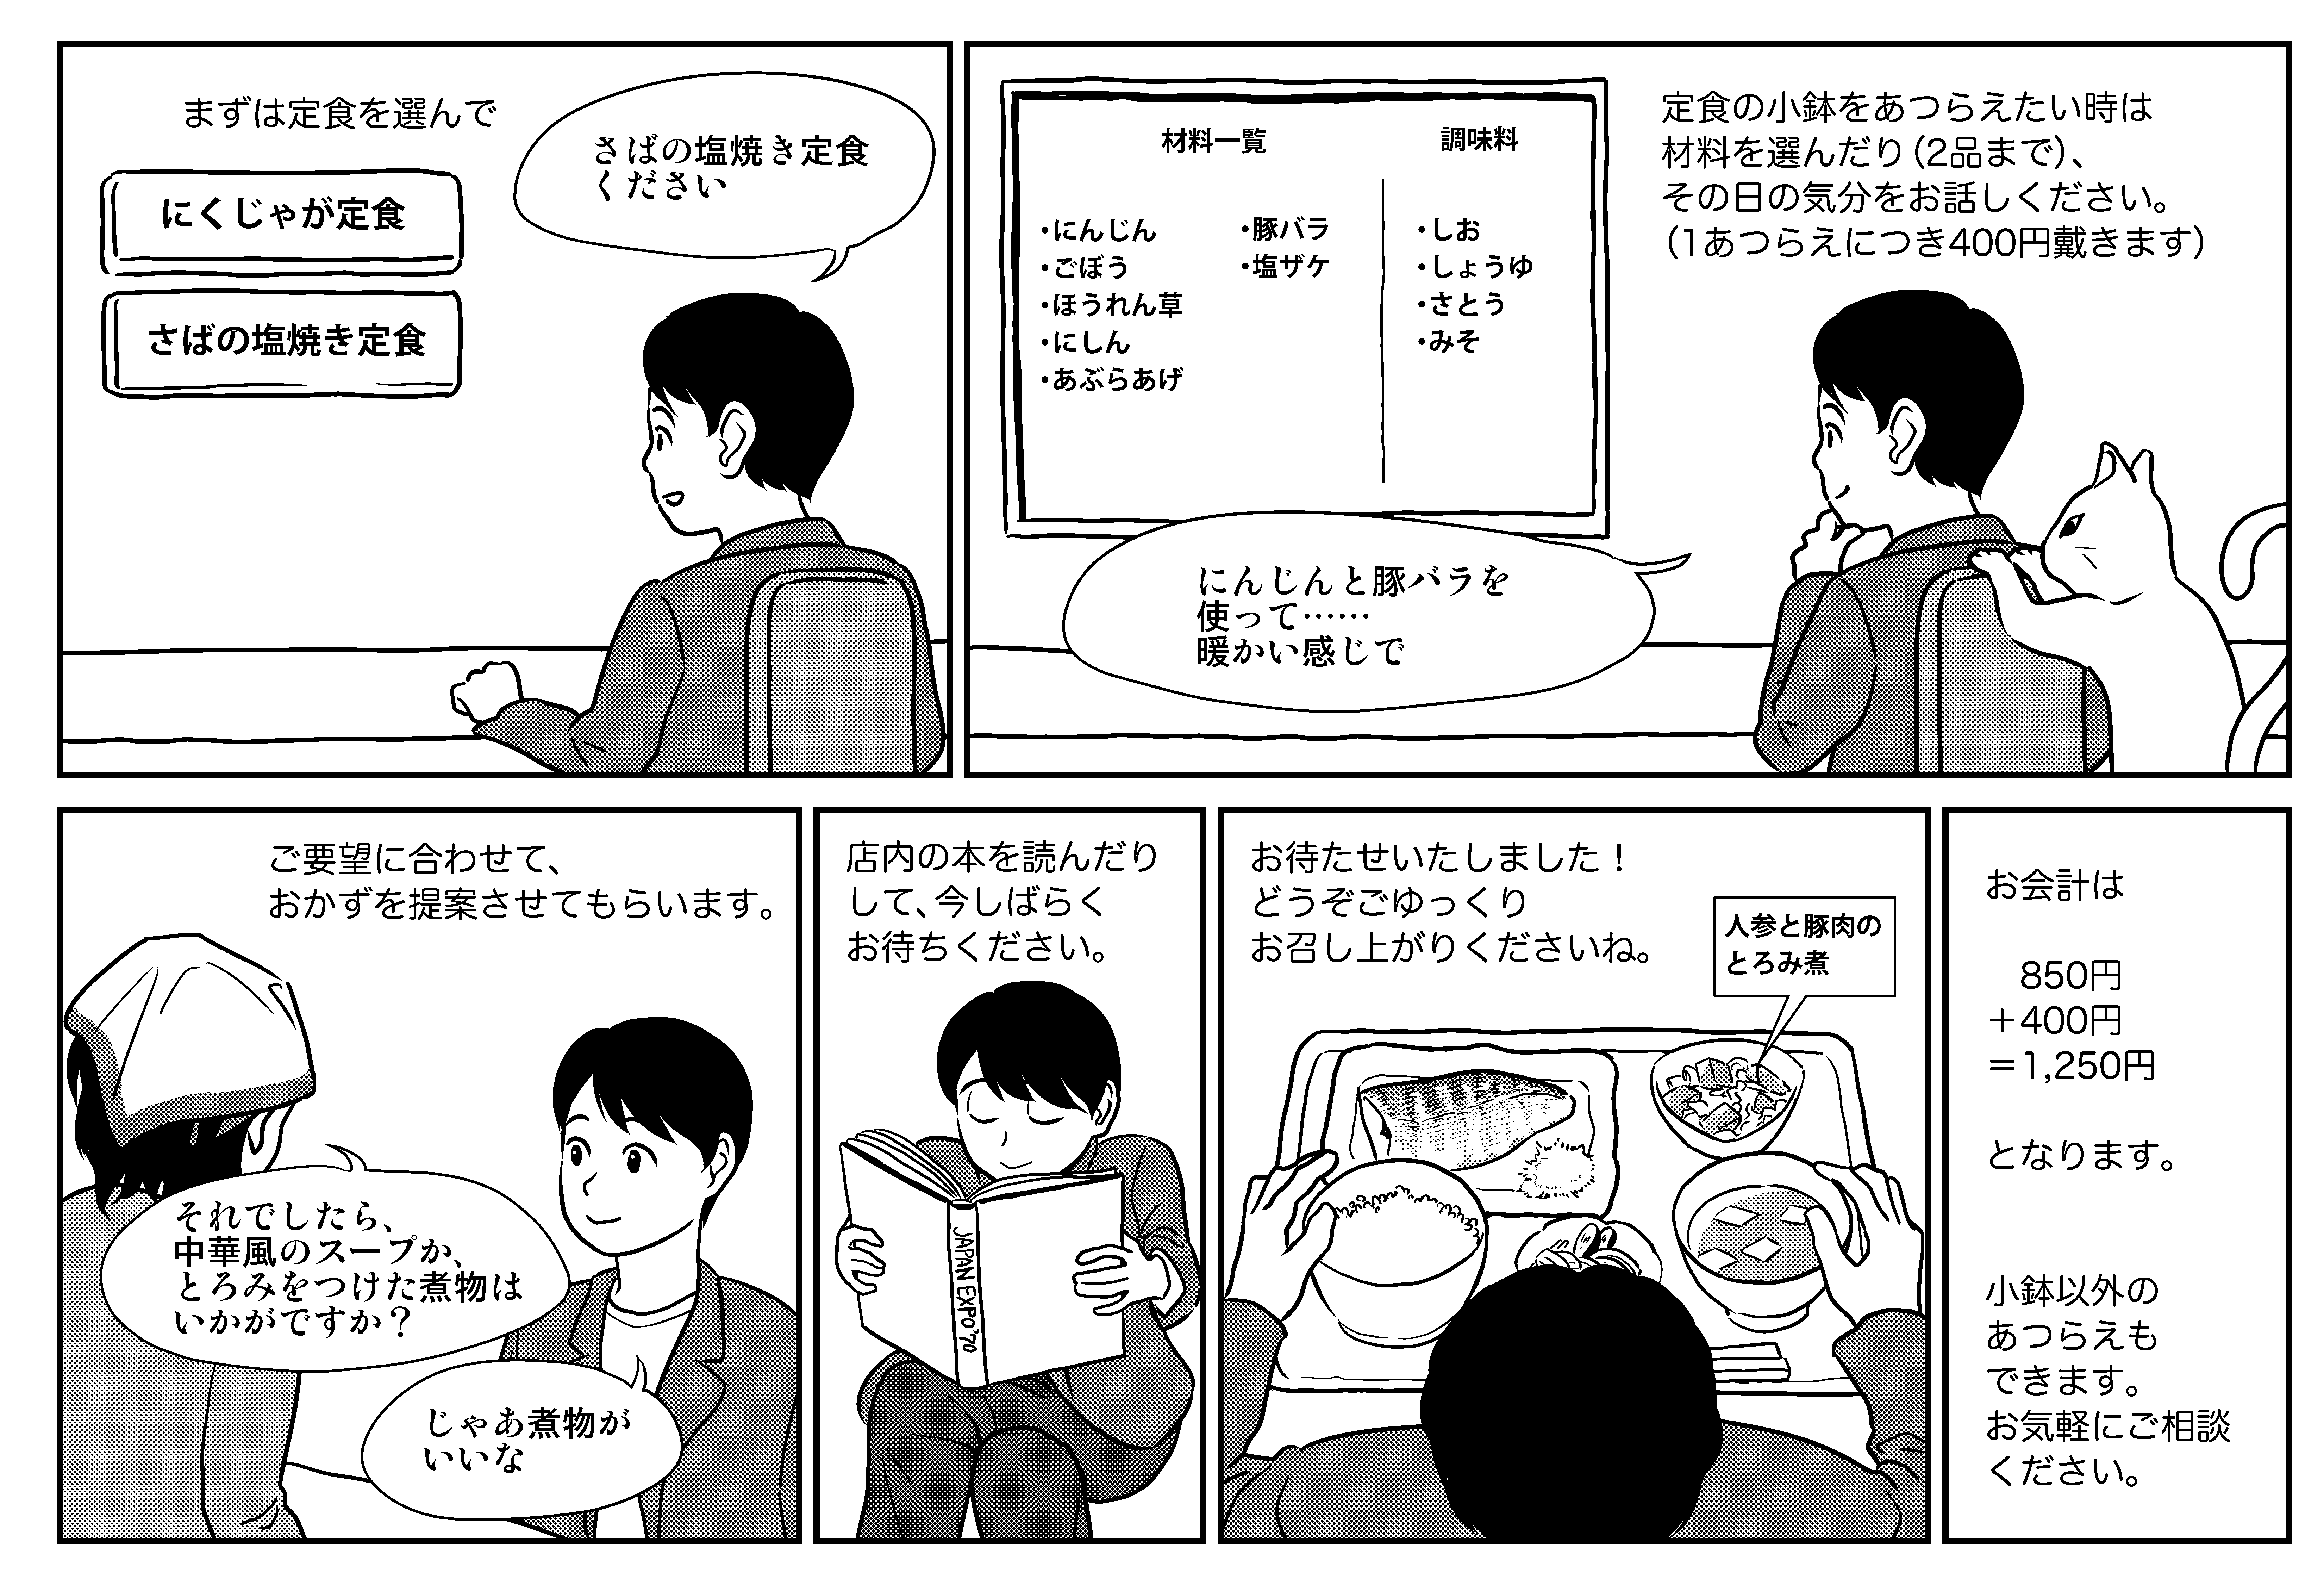 まずは定食を選んで
にくじゃが定食
さばの塩焼き定食
さばの塩焼き定食
ください
定食の小鉢をあつらえたい時は
材料を選んだり（2品まで）、
その日の気分をお話しください。
（1あつらえにつき400円戴きます）
材料一覧
・にんじん
・ごぼう
・ほうれん草
・にしん
・あぶらあげ
・豚バラ
・塩ザケ
調味料
・しお
・しょうゆ
・さとう
・みそ
にんじんと豚バラを
使って……
暖かい感じで
ご要望に合わせて、
おかずを提案させてもらいます。
それでしたら、
中華風のスープか、
とろみをつけた煮物は
いかがですか？
じゃあ煮物が
いいな
店内の本を読んだり
して、今しばらく
お待ちください。
JAPAN EXPO'70
お待たせいたしました！
どうぞごゆっくり
お召し上がりくださいね。
人参と豚肉の
とろみ煮
お会計は
850円
＋400円
＝1,250円
となります。
小鉢以外の
あつらえも
できます。
お気軽にご相談
ください。